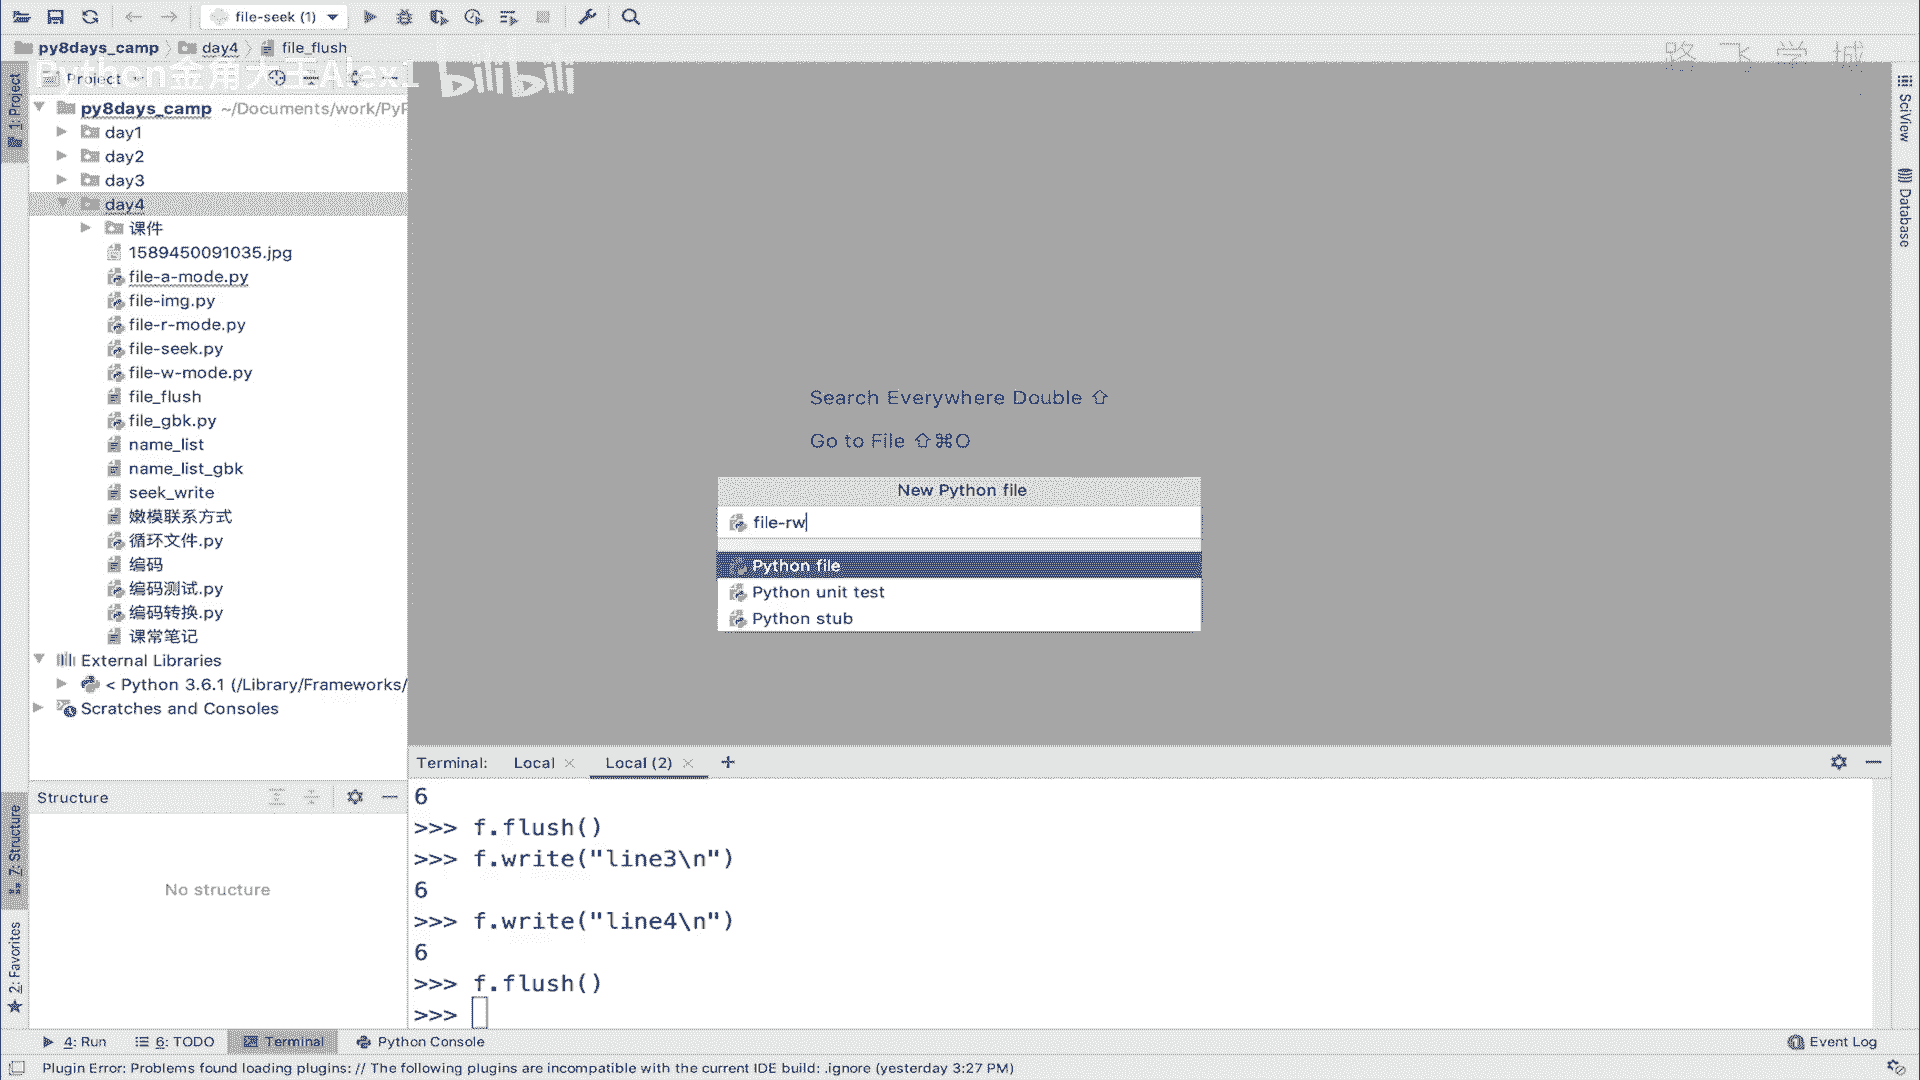 file-seek (1)
py8days_camp
day4
file_flush
Python金角大王Alex1
bilibili
路飞学城
Project
1: Project
py8days_camp ~/Documents/work/PyP
day1
day2
day3
day4
课件
1589450091035.jpg
file-a-mode.py
file-img.py
file-r-mode.py
file-seek.py
file-w-mode.py
file_flush
file_gbk.py
name_list
name_list_gbk
seek_write
嫩模联系方式
循环文件.py
编码
编码测试.py
编码转换.py
课常笔记
External Libraries
< Python 3.6.1 (/Library/Frameworks/
Scratches and Consoles
Search Everywhere Double ⇧
Go to File ⇧⌘O
New Python file
file-rw
Python file
Python unit test
Python stub
SciView
Database
Structure
No structure
7: Structure
2: Favorites
Terminal: Local × Local (2) × +
6
>>> f.flush()
>>> f.write("line3\n")
6
>>> f.write("line4\n")
6
>>> f.flush()
>>>
4: Run
6: TODO
Terminal
Python Console
Event Log
Plugin Error: Problems found loading plugins: // The following plugins are incompatible with the current IDE build: .ignore (yesterday 3:27 PM)